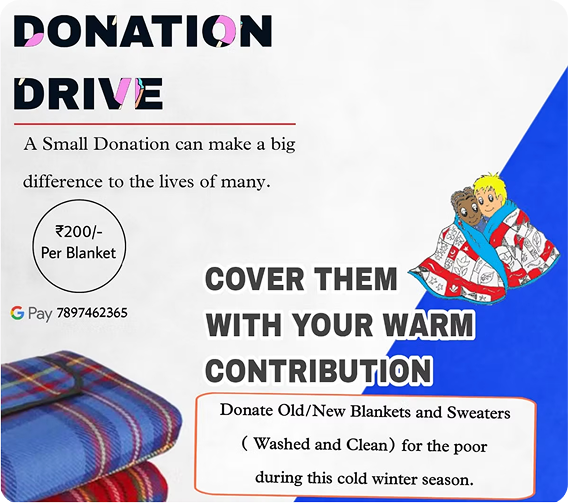 DONATION
DRIVE
A Small Donation can make a big
difference to the lives of many.
₹200/-
Per Blanket
G Pay 7897462365
COVER THEM
WITH YOUR WARM
CONTRIBUTION
Donate Old/New Blankets and Sweaters
( Washed and Clean) for the poor
during this cold winter season.